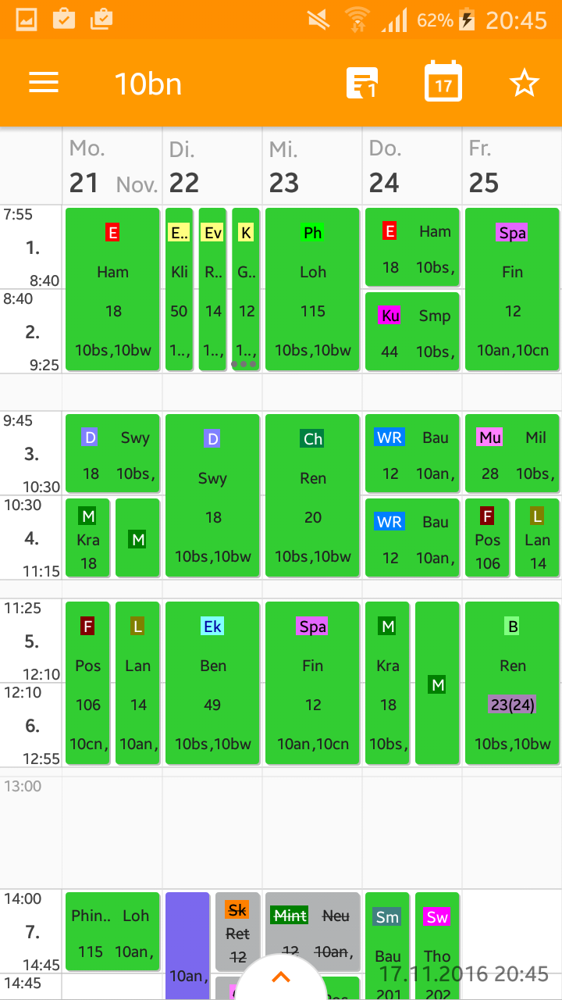 62% 20:45
10bn 1 17
Mo. Di. Mi. Do. Fr.
21 Nov. 22 23 24 25
7:55
1.
8:40
8:40
2.
9:25
E
Ham
18
10bs,10bw
E..
Kli
50
1..,
Ev
R..
14
1..,
K
G..
12
1..,
Ph
Loh
115
10bs,10bw
E Ham
18 10bs,
Ku Smp
44 10bs,
Spa
Fin
12
10an,10cn
9:45
3.
10:30
10:30
4.
11:15
D Swy
18 10bs,
M
Kra
18
M
D
Swy
18
10bs,10bw
Ch
Ren
20
10bs,10bw
WR Bau
12 10an,
WR Bau
12 10an,
Mu Mil
28 10bs,
F
Pos
106
L
Lan
14
11:25
5.
12:10
12:10
6.
12:55
F
Pos
106
10cn,
L
Lan
14
10an,
Ek
Ben
49
10bs,10bw
Spa
Fin
12
10an,10cn
M
Kra
18
10bs,
M
B
Ren
23(24)
10bs,10bw
13:00
14:00
7.
14:45
14:45
Phin.. Loh
115 10an,
10an,
Sk
Ret
12
Mint Neu
12 10an,
Sm
Bau
201
Sw
Tho
202
17.11.2016 20:45